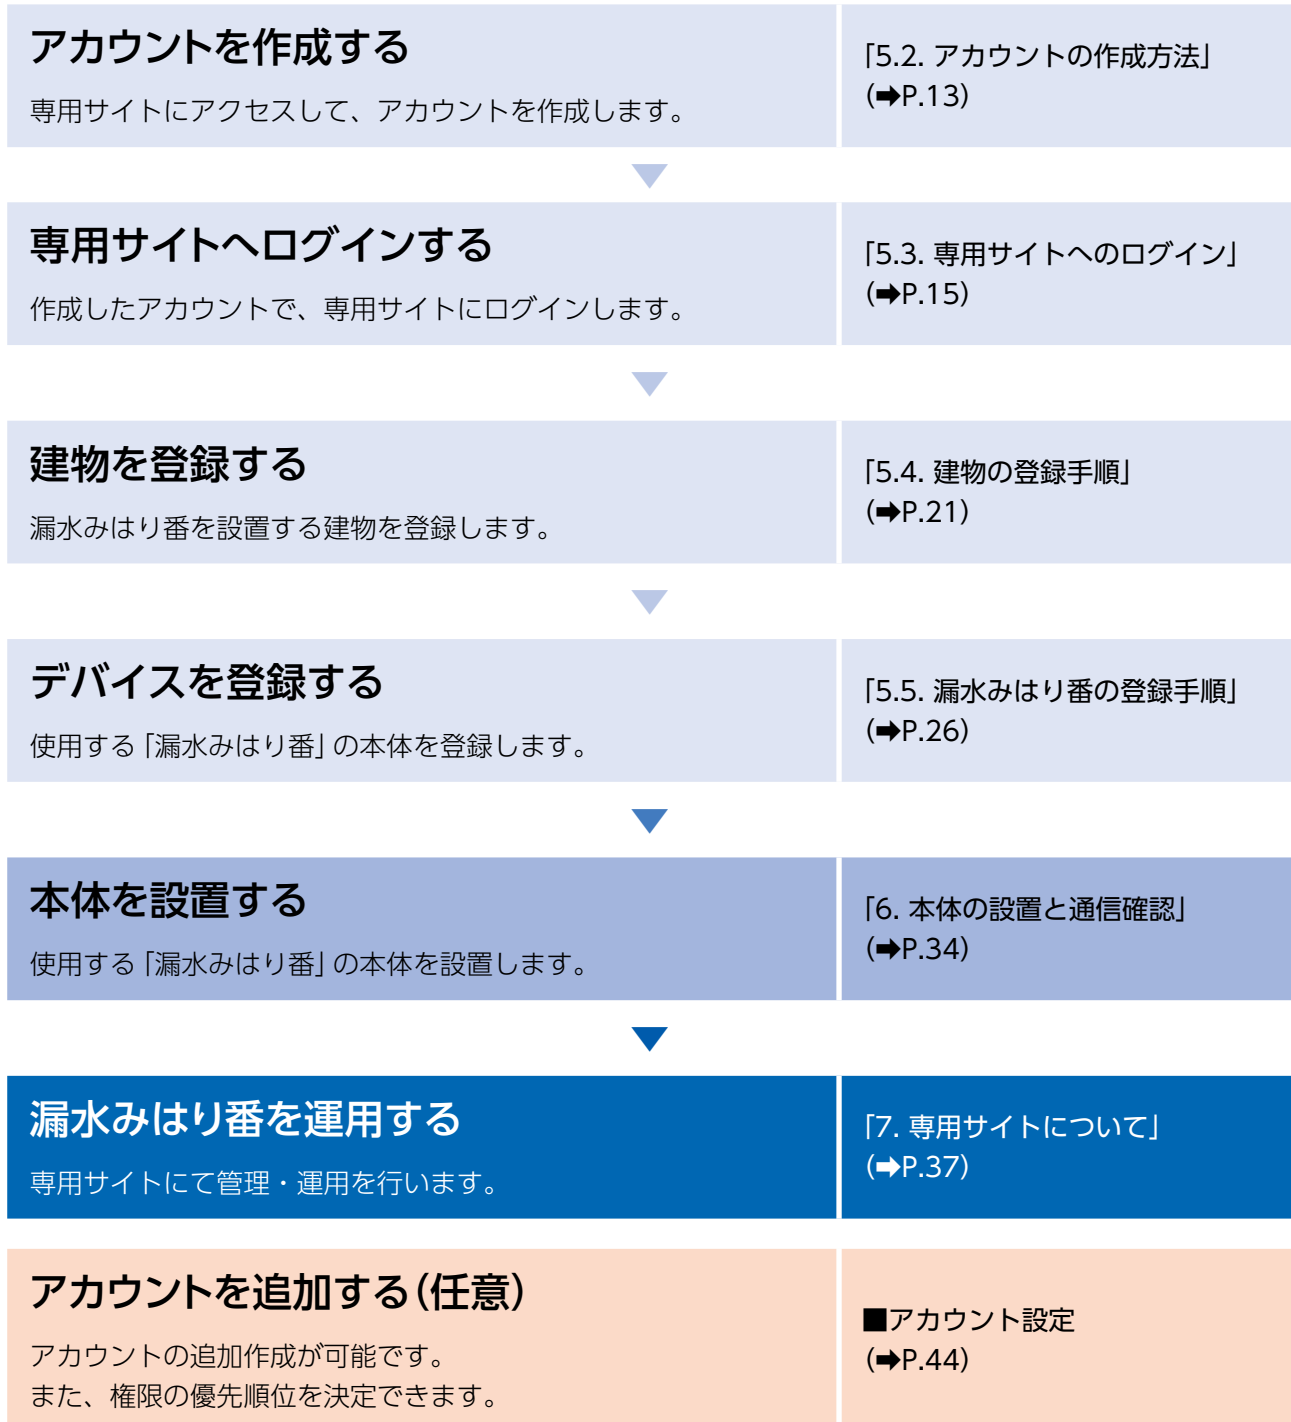 アカウントを作成する
専用サイトにアクセスして、アカウントを作成します。
「5.2. アカウントの作成方法」
(➡P.13)
専用サイトへログインする
作成したアカウントで、専用サイトにログインします。
「5.3. 専用サイトへのログイン」
(➡P.15)
建物を登録する
漏水みはり番を設置する建物を登録します。
「5.4. 建物の登録手順」
(➡P.21)
デバイスを登録する
使用する「漏水みはり番」の本体を登録します。
「5.5. 漏水みはり番の登録手順」
(➡P.26)
本体を設置する
使用する「漏水みはり番」の本体を設置します。
「6. 本体の設置と通信確認」
(➡P.34)
漏水みはり番を運用する
専用サイトにて管理・運用を行います。
「7. 専用サイトについて」
(➡P.37)
アカウントを追加する(任意)
アカウントの追加作成が可能です。
また、権限の優先順位を決定できます。
■アカウント設定
(➡P.44)